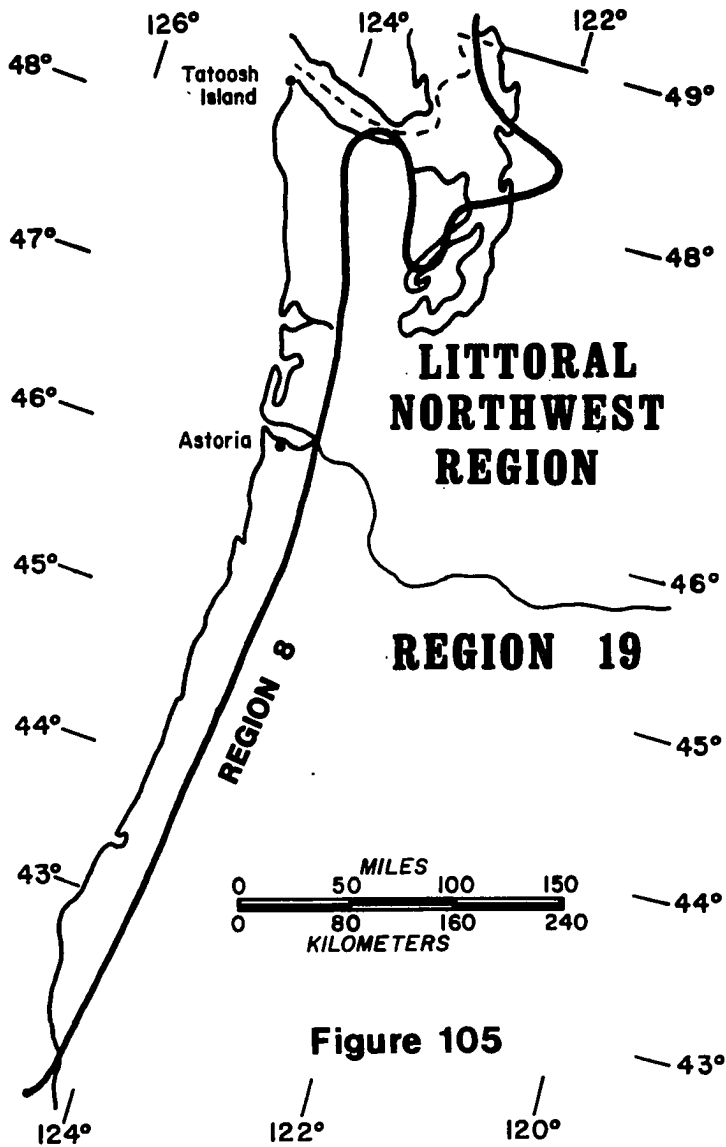 126° 124° 122°
48°
Tatoosh
Island
49°
47°
48°
LITTORAL
NORTHWEST
REGION
46°
Astoria
45°
46°
REGION 19
REGION 8
44°
45°
43°
MILES
0 50 100 150
0 80 160 240
KILOMETERS
44°
Figure 105
43°
124° 122° 120°